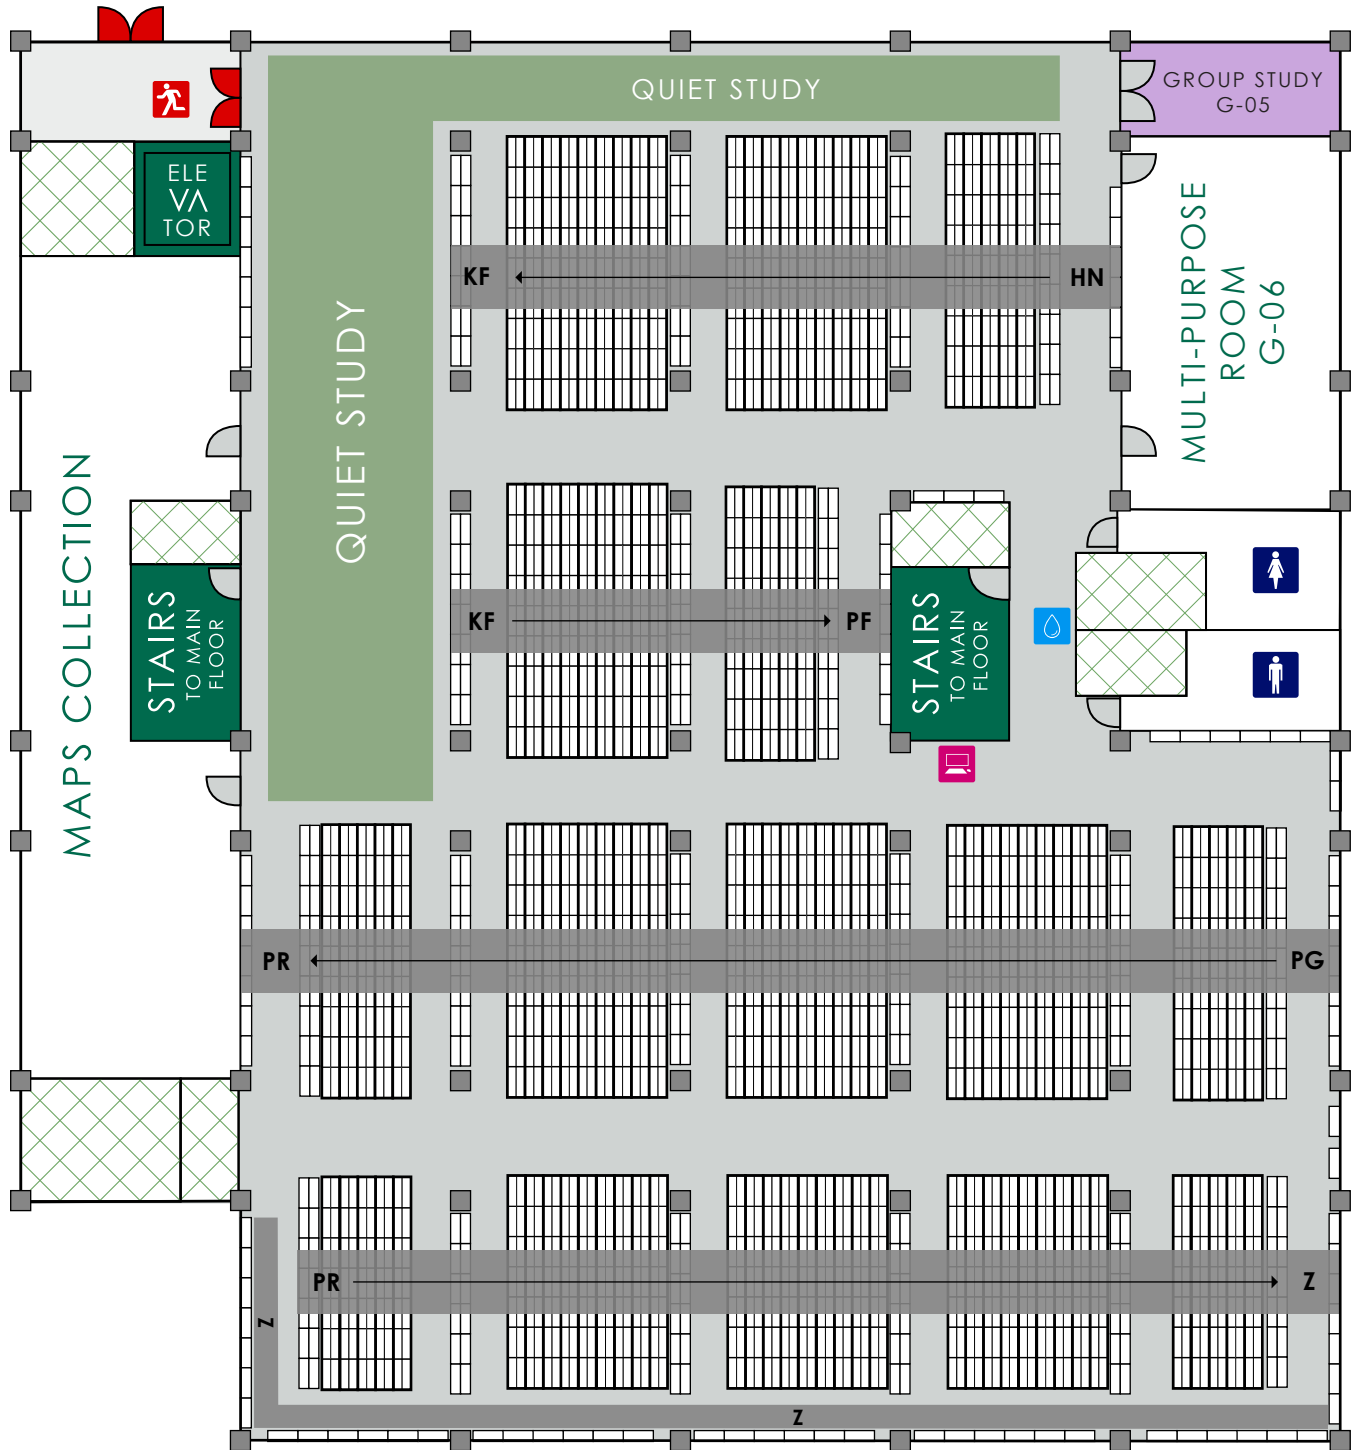 QUIET STUDY
GROUP STUDY
G-05
ELE
VA
TOR
KF
HN
MULTI-PURPOSE
ROOM
G-06
QUIET STUDY
MAPS COLLECTION
STAIRS
TO MAIN
FLOOR
KF
PF
STAIRS
TO MAIN
FLOOR
PR
PG
PR
Z
Z
Z